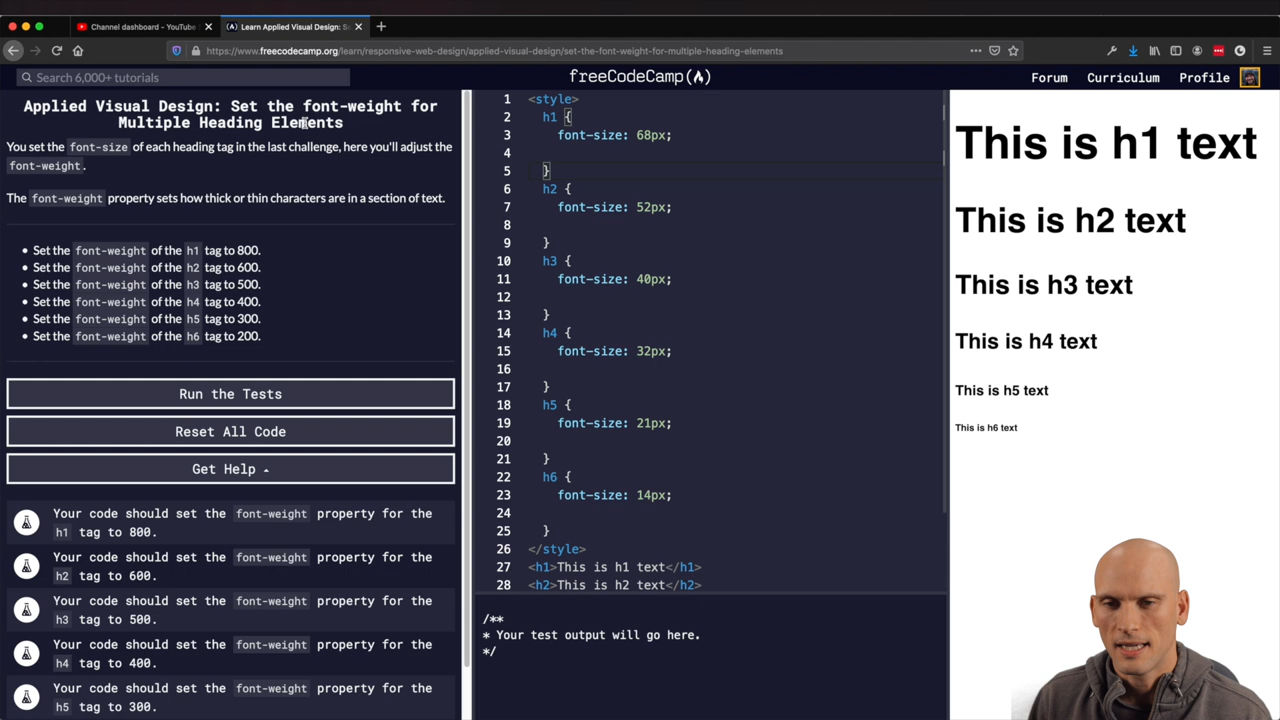 Channel dashboard - YouTube
Learn Applied Visual Design: Se
https://www.freecodecamp.org/learn/responsive-web-design/applied-visual-design/set-the-font-weight-for-multiple-heading-elements
Search 6,000+ tutorials
freeCodeCamp
Forum
Curriculum
Profile
Applied Visual Design: Set the font-weight for
Multiple Heading Elements
You set the font-size of each heading tag in the last challenge, here you'll adjust the
font-weight.
The font-weight property sets how thick or thin characters are in a section of text.
• Set the font-weight of the h1 tag to 800.
• Set the font-weight of the h2 tag to 600.
• Set the font-weight of the h3 tag to 500.
• Set the font-weight of the h4 tag to 400.
• Set the font-weight of the h5 tag to 300.
• Set the font-weight of the h6 tag to 200.
Run the Tests
Reset All Code
Get Help
Your code should set the font-weight property for the
h1 tag to 800.
Your code should set the font-weight property for the
h2 tag to 600.
Your code should set the font-weight property for the
h3 tag to 500.
Your code should set the font-weight property for the
h4 tag to 400.
Your code should set the font-weight property for the
h5 tag to 300.
1 <style>
2 h1 {
3 font-size: 68px;
4
5 }
6 h2 {
7 font-size: 52px;
8
9 }
10 h3 {
11 font-size: 40px;
12
13 }
14 h4 {
15 font-size: 32px;
16
17 }
18 h5 {
19 font-size: 21px;
20
21 }
22 h6 {
23 font-size: 14px;
24
25 }
26 </style>
27 <h1>This is h1 text</h1>
28 <h2>This is h2 text</h2>
/**
* Your test output will go here.
*/
This is h1 text
This is h2 text
This is h3 text
This is h4 text
This is h5 text
This is h6 text